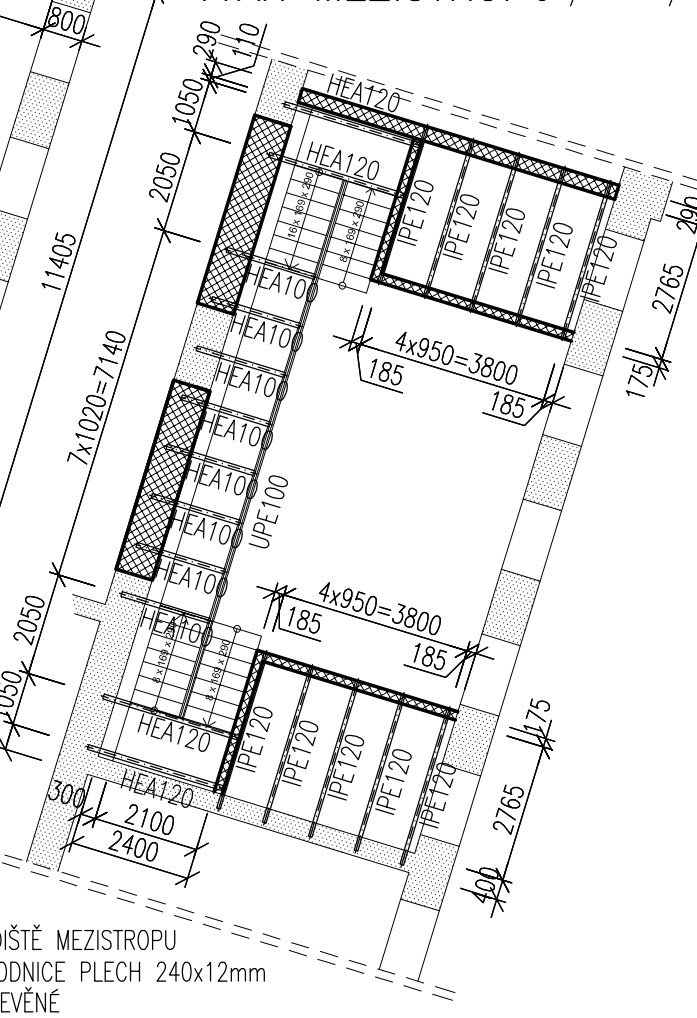 800
290
110
1050
2050
11405
7x1020=7140
HEA120
HEA120
16 x 169 x 290
8 x 169 x 290
IPE120
IPE120
IPE120
IPE120
IPE120
290
2765
175
4x950=3800
185
185
HEA100
HEA100
HEA100
HEA100
HEA100
HEA100
HEA100
HEA100
UPE100
4x950=3800
185
185
2050
8 x 169 x
8 x 169 x 290
HEA120
HEA120
IPE120
IPE120
IPE120
IPE120
IPE120
175
2765
400
300
2100
2400
DIŠTĚ MEZISTROPU
ODNICE PLECH 240x12mm
EVĚNÉ